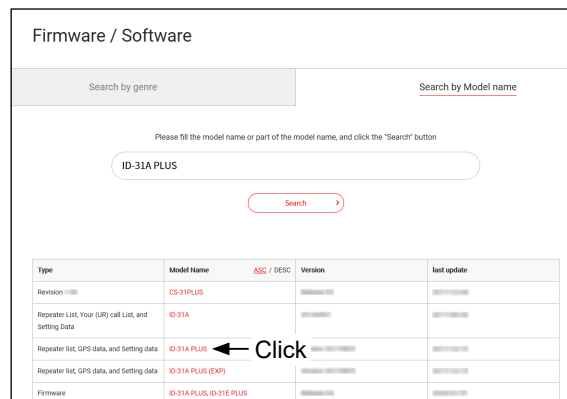 Firmware / Software
Search by genre
Search by Model name
Please fill the model name or part of the model name, and click the "Search" button
ID-31A PLUS
Search
Type Model Name ASC / DESC Version last update
Revision CS-31PLUS
Repeater List, Your (UR) call List, and ID-31A
Setting Data
Repeater list, GPS data, and Setting data ID-31A PLUS Click
Repeater list, GPS data, and Setting data ID-31A PLUS (EXP)
Firmware ID-31A PLUS, ID-31E PLUS